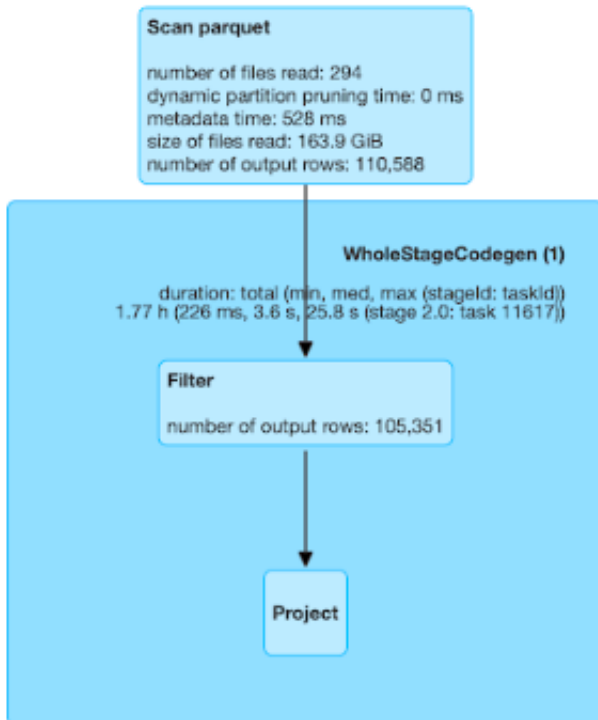 Scan parquet
number of files read: 294
dynamic partition pruning time: 0 ms
metadata time: 528 ms
size of files read: 163.9 GiB
number of output rows: 110,588
WholeStageCodegen (1)
duration: total (min, med, max (stageId: taskId))
1.77 h (226 ms, 3.6 s, 25.8 s (stage 2.0: task 11617))
Filter
number of output rows: 105,351
Project